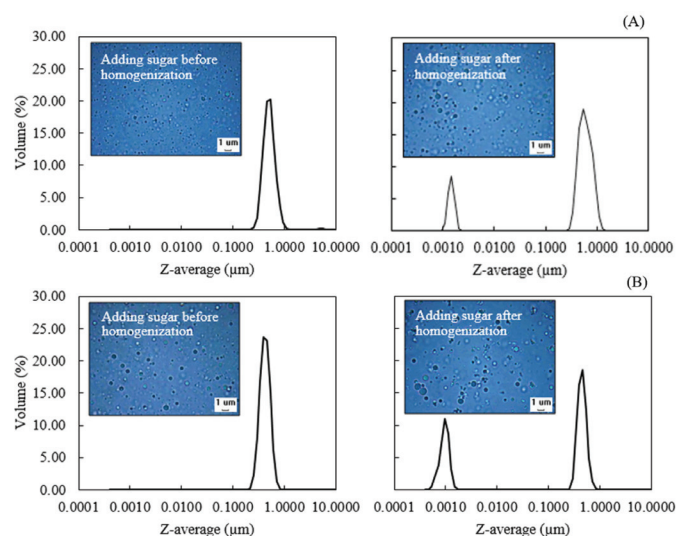 (A)
30.00
25.00
20.00
15.00
10.00
5.00
0.00
Volume (%)
Adding sugar before
homogenization
1 um
0.0001 0.0010 0.0100 0.1000 1.0000 10.0000
Z-average (µm)
Adding sugar after
homogenization
1 um
0.0001 0.0010 0.0100 0.1000 1.0000 10.0000
Z-average (µm)
(B)
30.00
25.00
20.00
15.00
10.00
5.00
0.00
Volume (%)
Adding sugar before
homogenization
1 um
0.0001 0.0010 0.0100 0.1000 1.0000 10.0000
Z-average (µm)
Adding sugar after
homogenization
1 um
0.0001 0.0010 0.0100 0.1000 1.0000 10.0000
Z-average (µm)